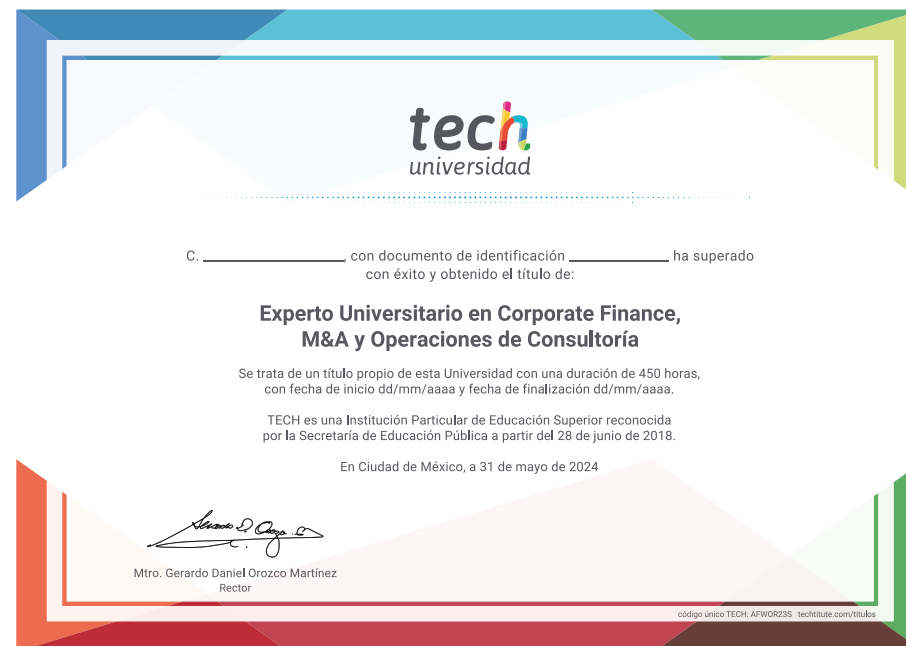 tech
universidad
C. ____________, con documento de identificación ____________ ha superado
con éxito y obtenido el título de:
Experto Universitario en Corporate Finance,
M&A y Operaciones de Consultoría
Se trata de un título propio de esta Universidad con una duración de 450 horas,
con fecha de inicio dd/mm/aaaa y fecha de finalización dd/mm/aaaa.
TECH es una Institución Particular de Educación Superior reconocida
por la Secretaría de Educación Pública a partir del 28 de junio de 2018.
En Ciudad de México, a 31 de mayo de 2024
Mtro. Gerardo Daniel Orozco Martínez
Rector
código único TECH: AFWOR23S techtitute.com/titulos